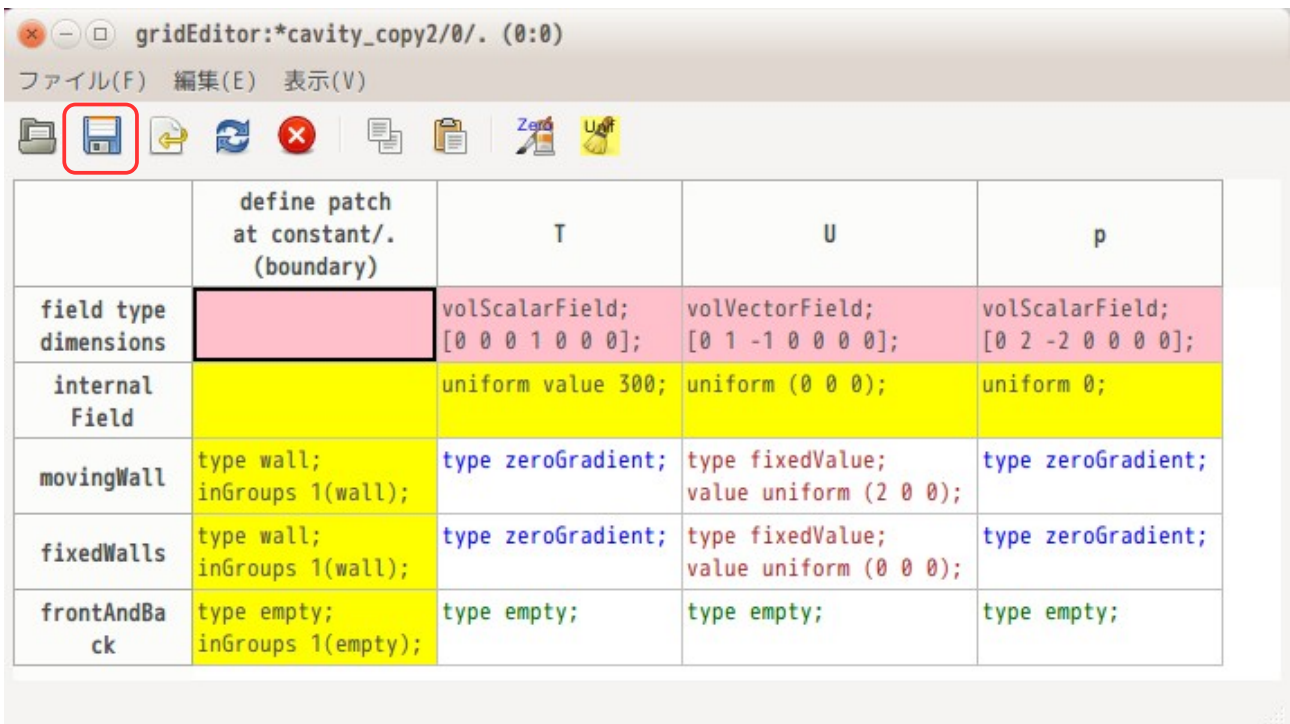 gridEditor:*cavity_copy2/0/. (0:0)
ファイル(F) 編集(E) 表示(V)
Zero Unif
define patch
at constant/.
(boundary)
T
U
p
field type
dimensions
volScalarField;
[0 0 0 1 0 0 0];
volVectorField;
[0 1 -1 0 0 0 0];
volScalarField;
[0 2 -2 0 0 0 0];
internal
Field
uniform value 300;
uniform (0 0 0);
uniform 0;
movingWall
type wall;
inGroups 1(wall);
type zeroGradient;
type fixedValue;
value uniform (2 0 0);
type zeroGradient;
fixedWalls
type wall;
inGroups 1(wall);
type zeroGradient;
type fixedValue;
value uniform (0 0 0);
type zeroGradient;
frontAndBa
ck
type empty;
inGroups 1(empty);
type empty;
type empty;
type empty;